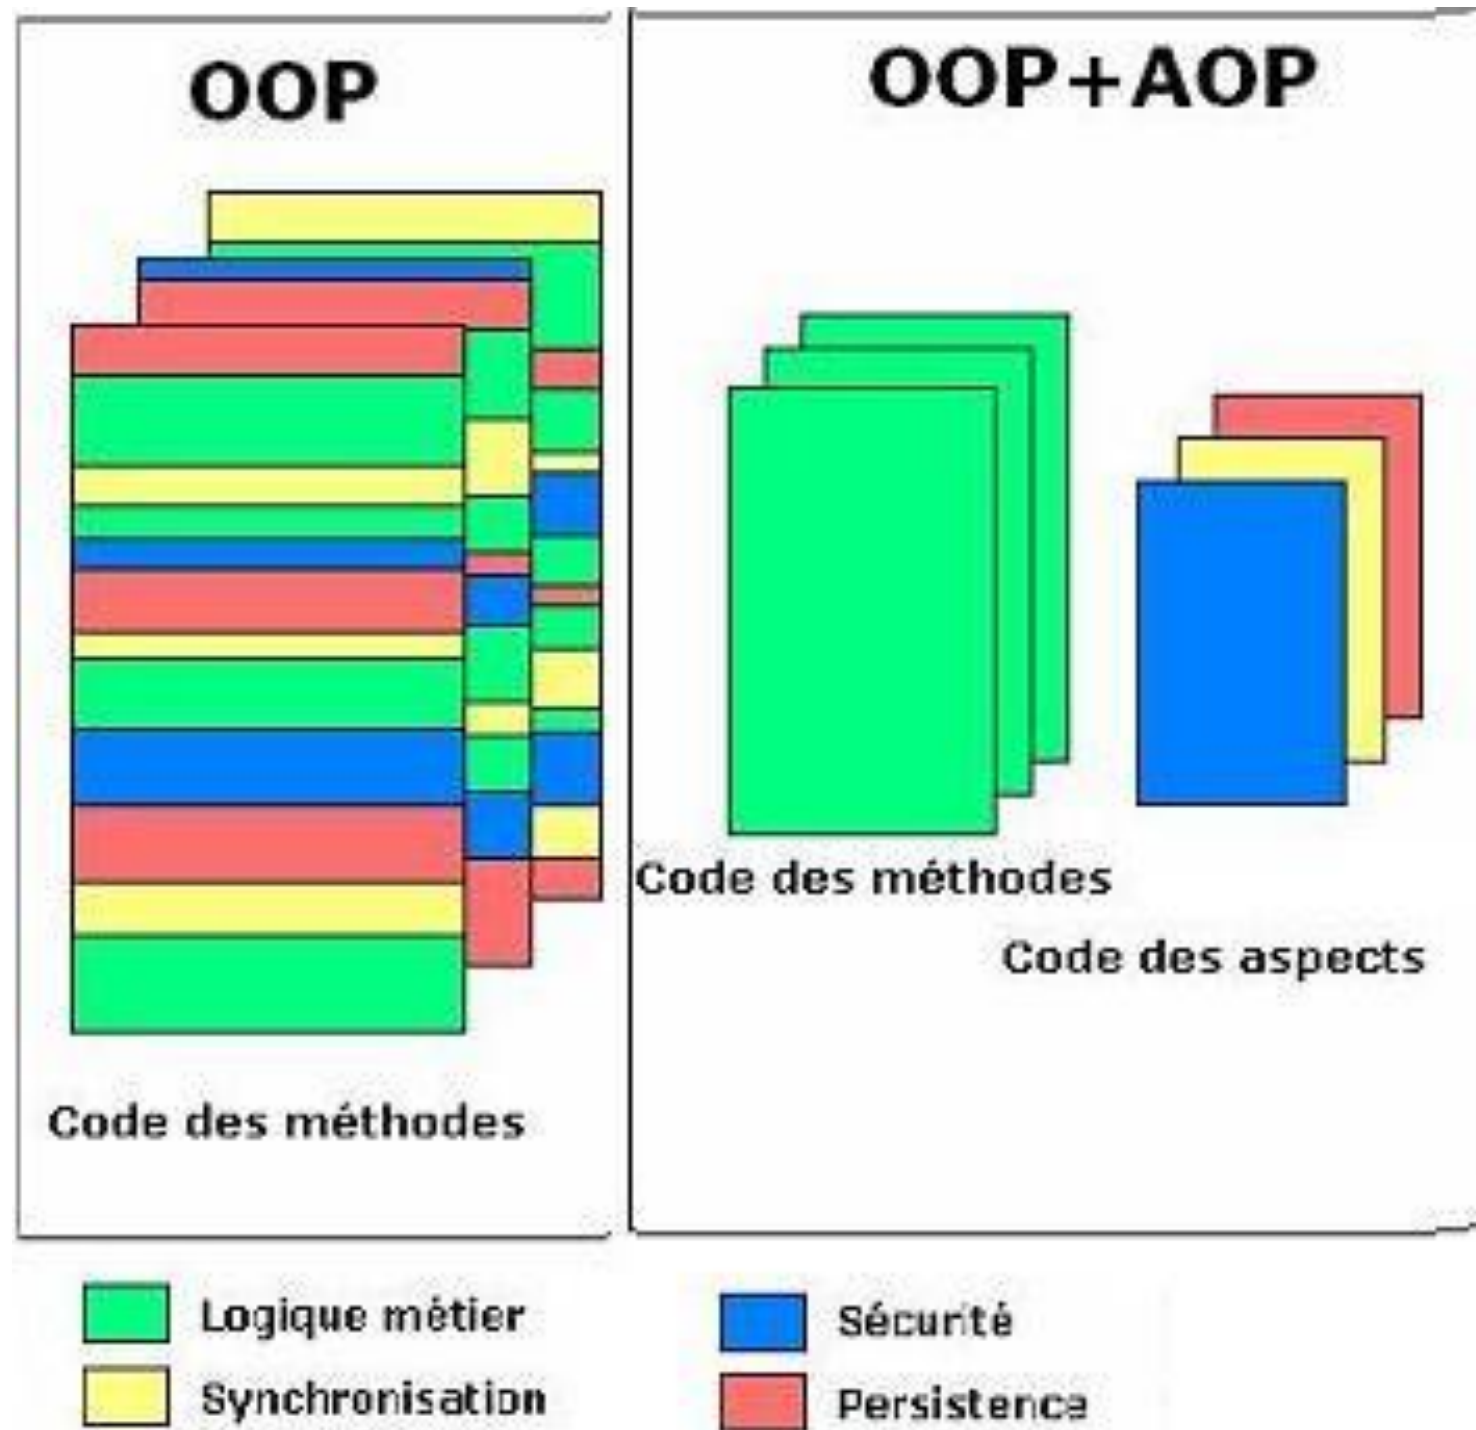 OOP
Code des méthodes
OOP+AOP
Code des méthodes
Code des aspects
Logique métier
Synchronisation
Sécurité
Persistence